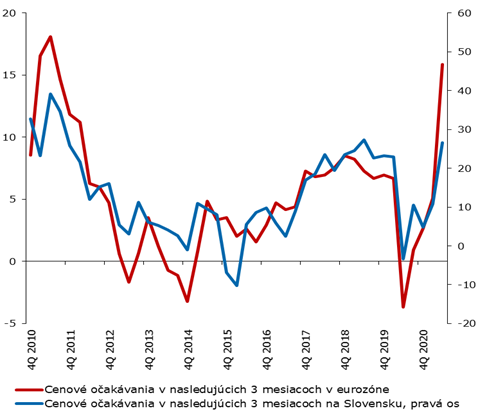 20
15
10
5
0
-5
60
50
40
30
20
10
0
-10
-20
4Q 2010
4Q 2011
4Q 2012
4Q 2013
4Q 2014
4Q 2015
4Q 2016
4Q 2017
4Q 2018
4Q 2019
4Q 2020
Cenové očakávania v nasledujúcich 3 mesiacoch v eurozóne
Cenové očakávania v nasledujúcich 3 mesiacoch na Slovensku, pravá os